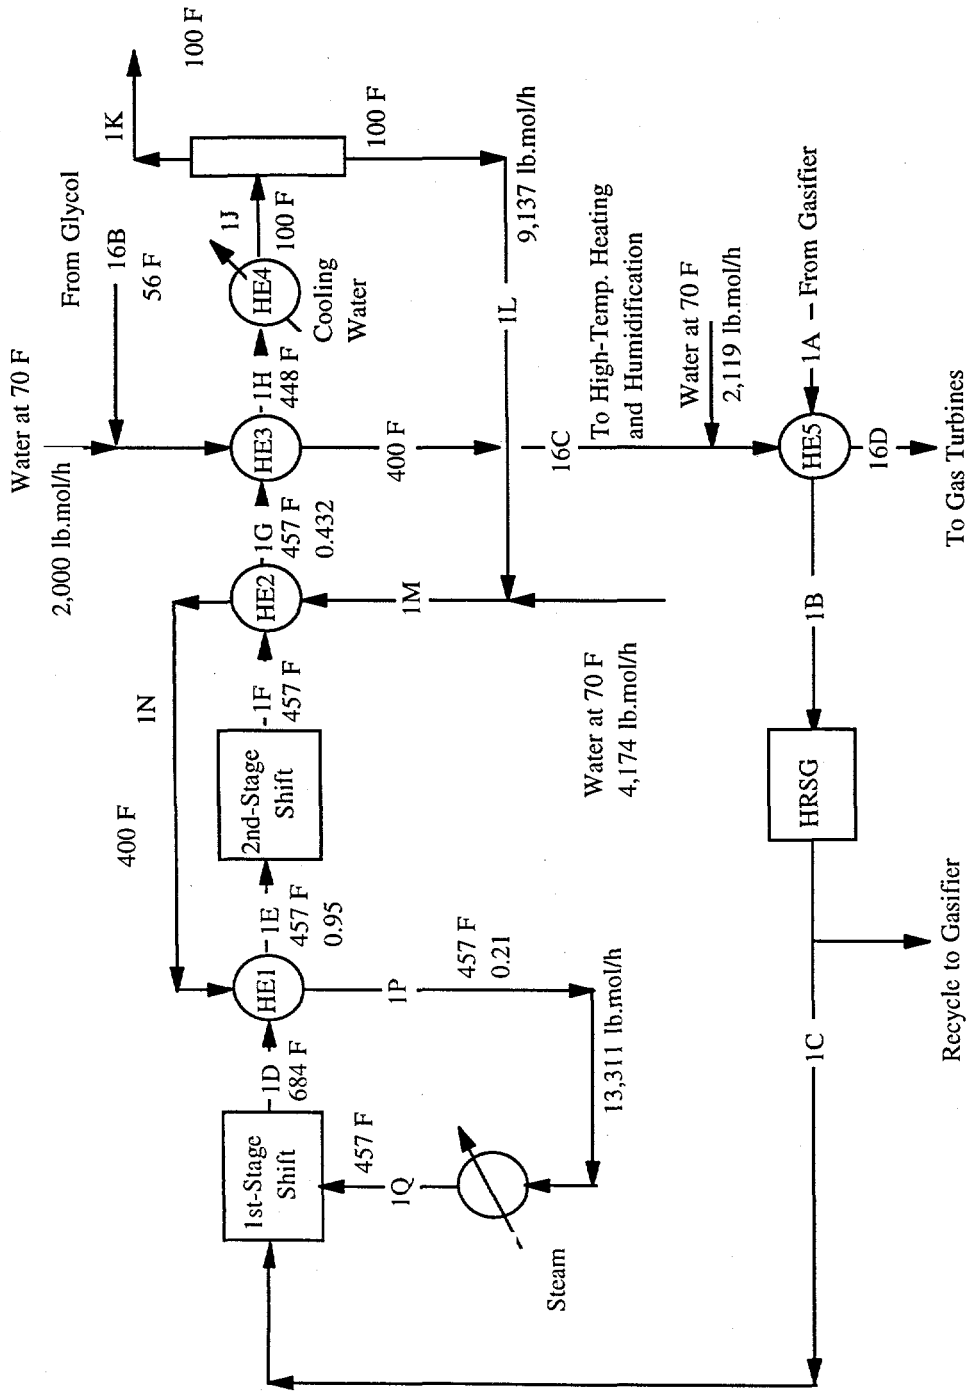 1st-Stage
Shift
1D
684 F
HE1
1E
457 F
0.95
2nd-Stage
Shift
1F
457 F
HE2
1G
457 F
0.432
HE3
1H
448 F
HE4
1J
100 F
Cooling
Water
1K
100 F
100 F
9,137 lb.mol/h
1L
Water at 70 F
2,000 lb.mol/h
From Glycol
16B
56 F
400 F
16C
To High-Temp. Heating
and Humidification
Water at 70 F
2,119 lb.mol/h
400 F
1N
1M
Water at 70 F
4,174 lb.mol/h
1P
457 F
0.21
13,311 lb.mol/h
Steam
1Q
457 F
1A
From Gasifier
HE5
16D
To Gas Turbines
1B
HRSG
1C
Recycle to Gasifier